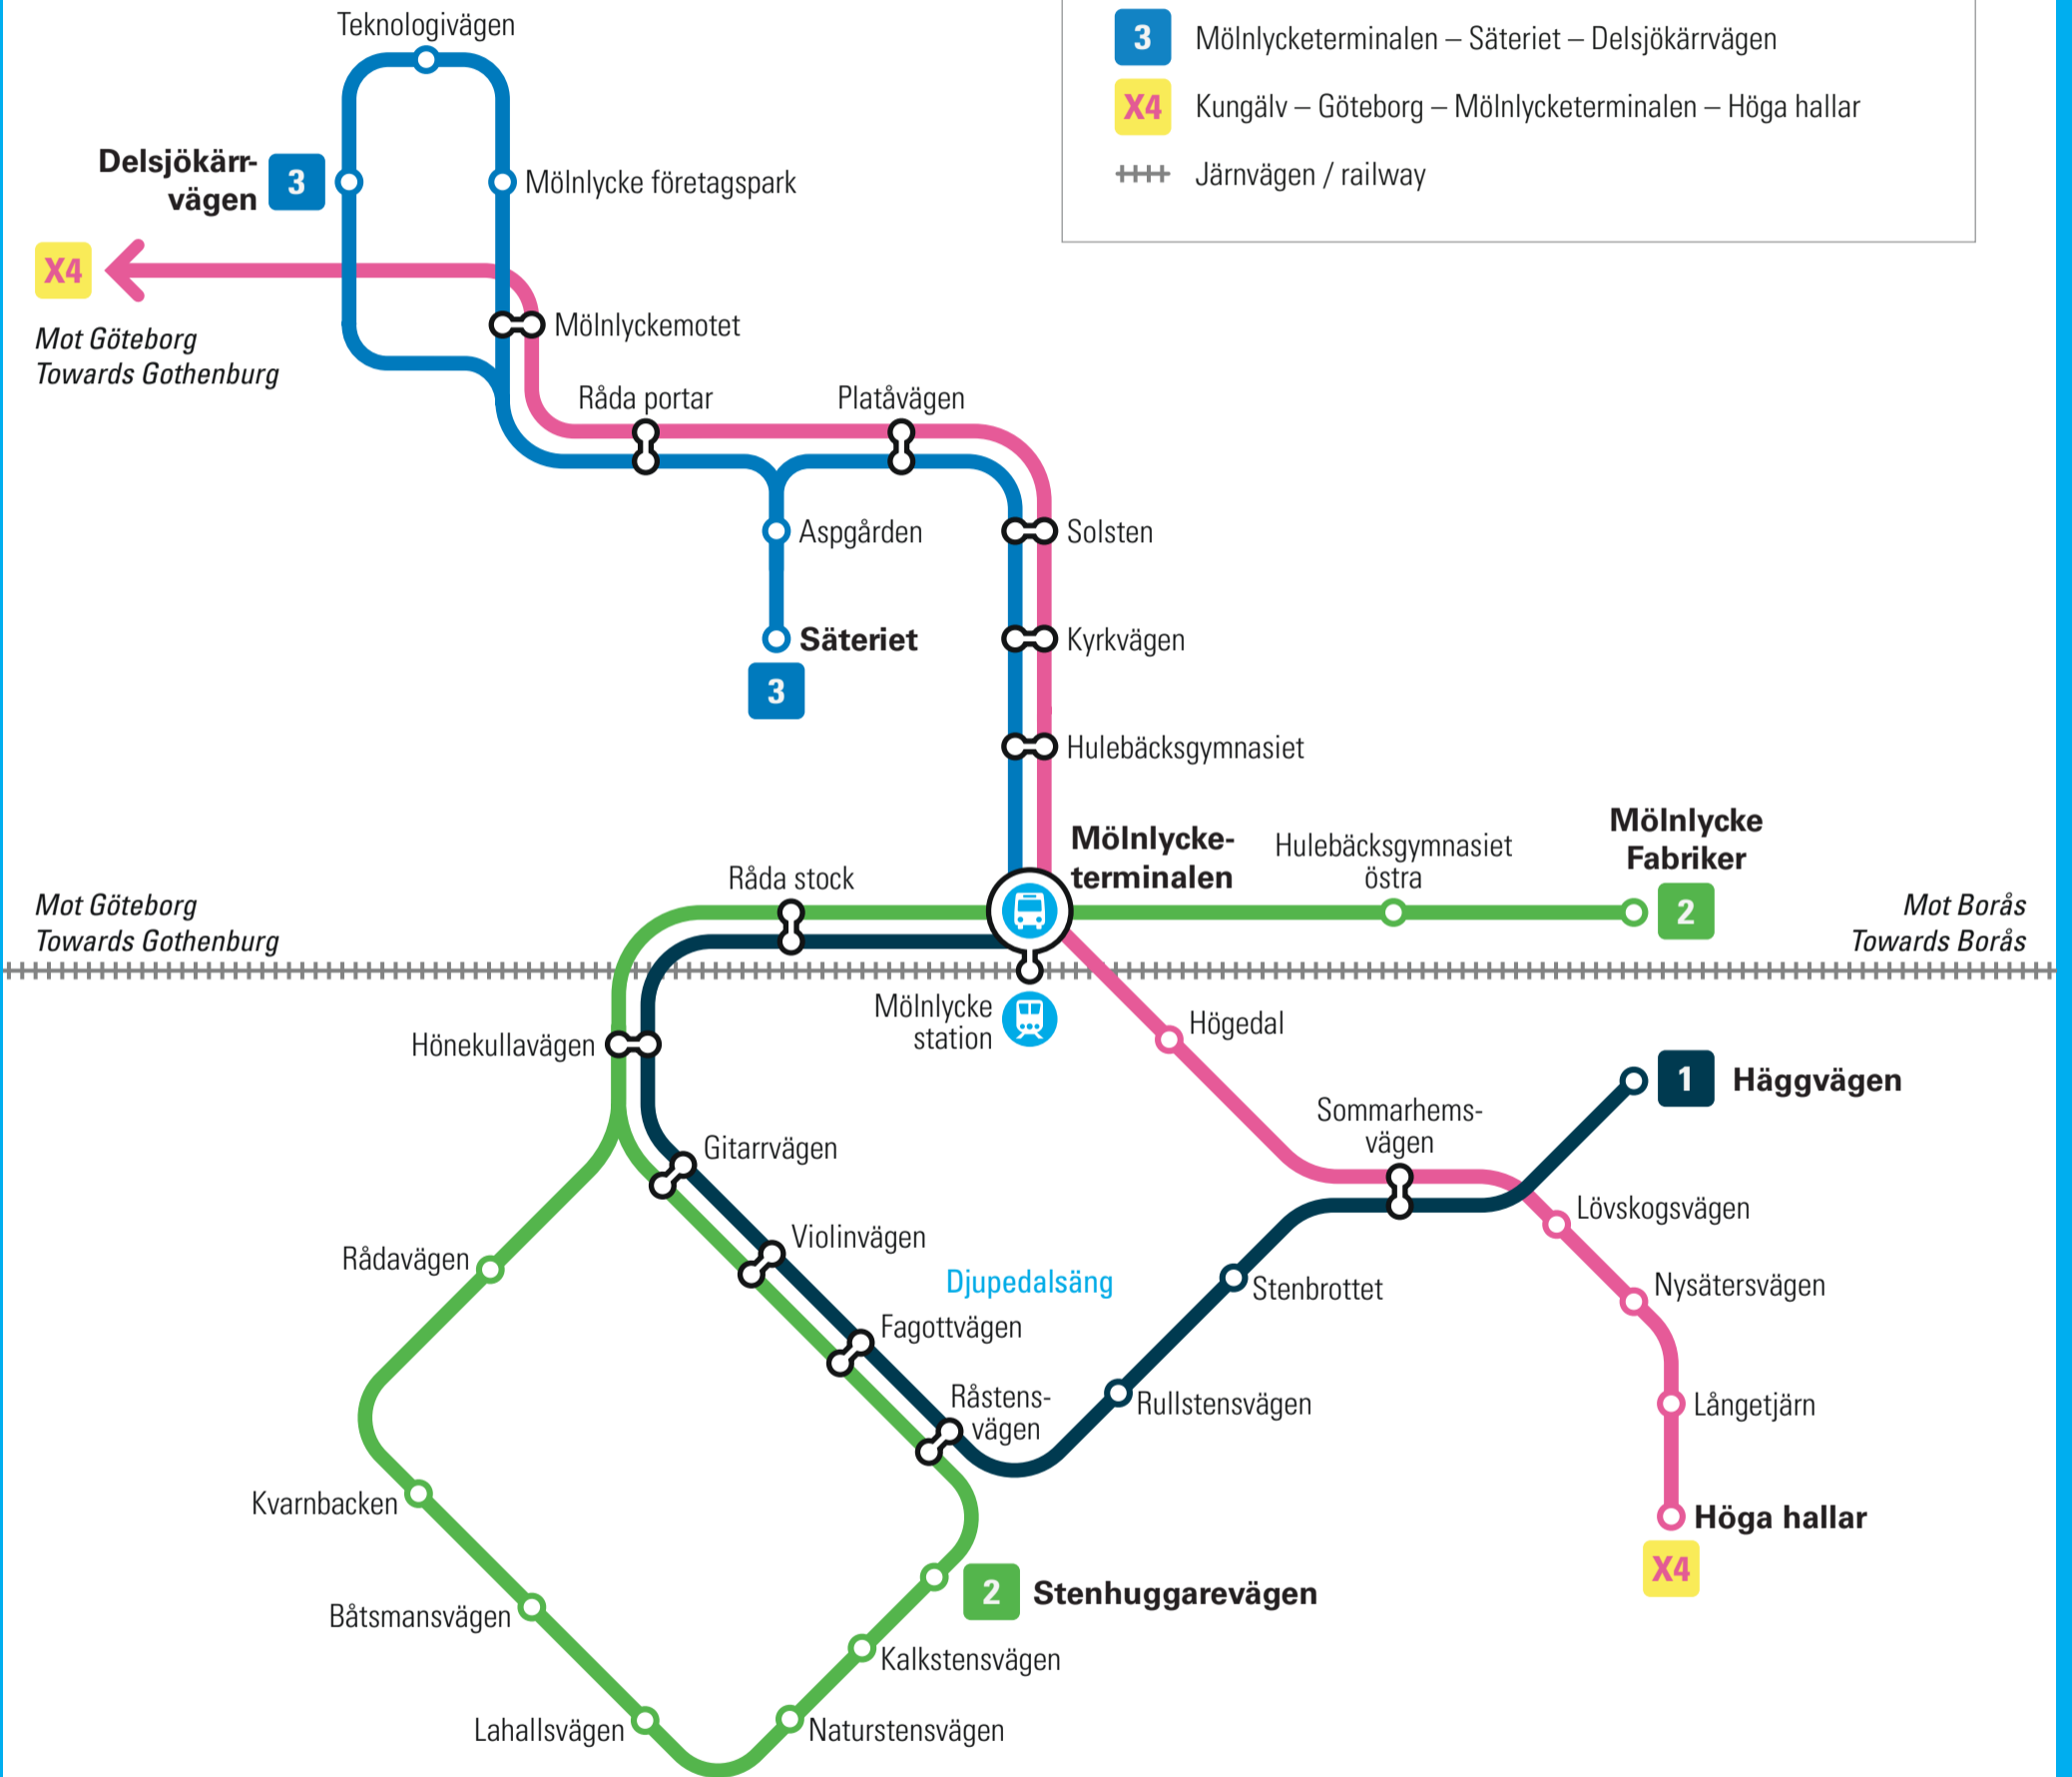 Teknologivägen
3
Mölnlycketerminalen – Säteriet – Delsjökärrvägen
X4
Kungälv – Göteborg – Mölnlycketerminalen – Höga hallar
Järnvägen / railway
Delsjökärr-
vägen
3
Mölnlycke företagspark
X4
Mot Göteborg
Towards Gothenburg
Mölnlyckemotet
Råda portar
Platåvägen
Aspgården
Solsten
Säteriet
3
Kyrkvägen
Hulebäcksgymnasiet
Mölnlycke-
terminalen
Hulebäcksgymnasiet
östra
Mölnlycke
Fabriker
2
Råda stock
Mot Göteborg
Towards Gothenburg
Mot Borås
Towards Borås
Mölnlycke
station
Hönekullavägen
Högedal
1
Häggvägen
Sommarhems-
vägen
Gitarrvägen
Violinvägen
Lövskogsvägen
Rådavägen
Djupedalsäng
Stenbrottet
Nysätersvägen
Fagottvägen
Råstens-
vägen
Rullstensvägen
Långetjärn
Kvarnbacken
Höga hallar
X4
2
Stenhuggarevägen
Båtsmansvägen
Kalkstensvägen
Lahallsvägen
Naturstensvägen